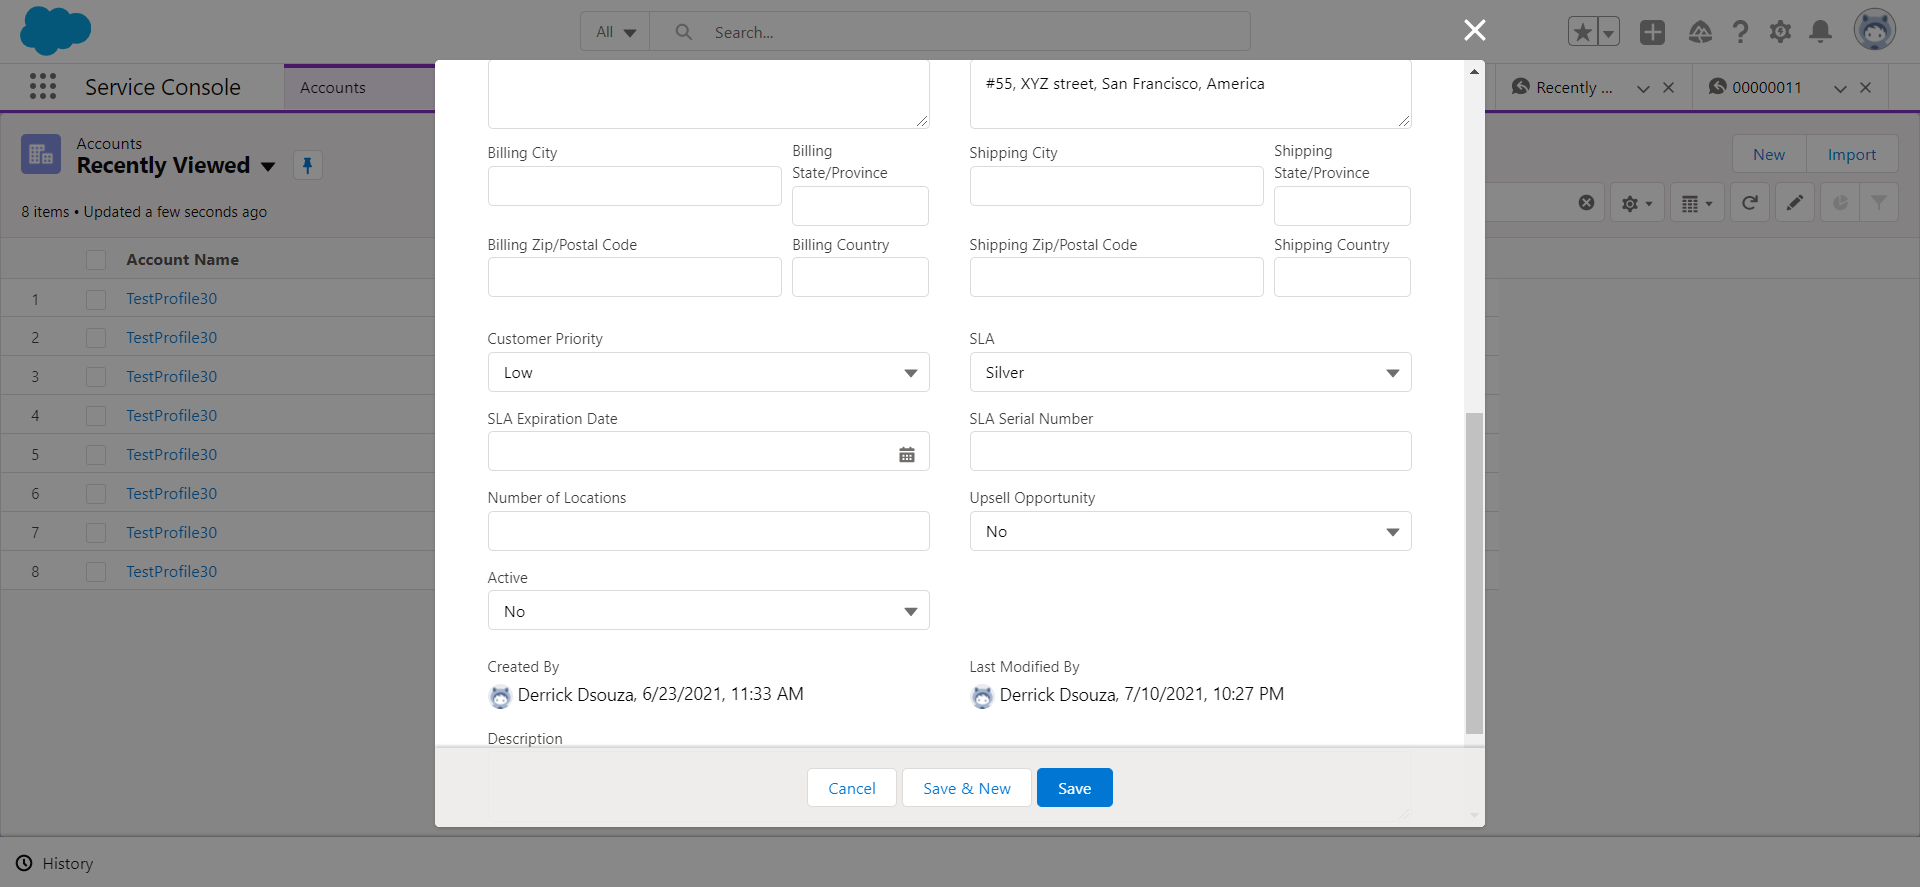 All
Search...
Service Console
Accounts
Recently ...
00000011
Accounts
Recently Viewed
New
Import
8 items • Updated a few seconds ago
Account Name
1 TestProfile30
2 TestProfile30
3 TestProfile30
4 TestProfile30
5 TestProfile30
6 TestProfile30
7 TestProfile30
8 TestProfile30
#55, XYZ street, San Francisco, America
Billing City
Billing
State/Province
Shipping City
Shipping
State/Province
Billing Zip/Postal Code
Billing Country
Shipping Zip/Postal Code
Shipping Country
Customer Priority
Low
SLA
Silver
SLA Expiration Date
SLA Serial Number
Number of Locations
Upsell Opportunity
No
Active
No
Created By
Derrick Dsouza, 6/23/2021, 11:33 AM
Last Modified By
Derrick Dsouza, 7/10/2021, 10:27 PM
Description
Cancel
Save & New
Save
History